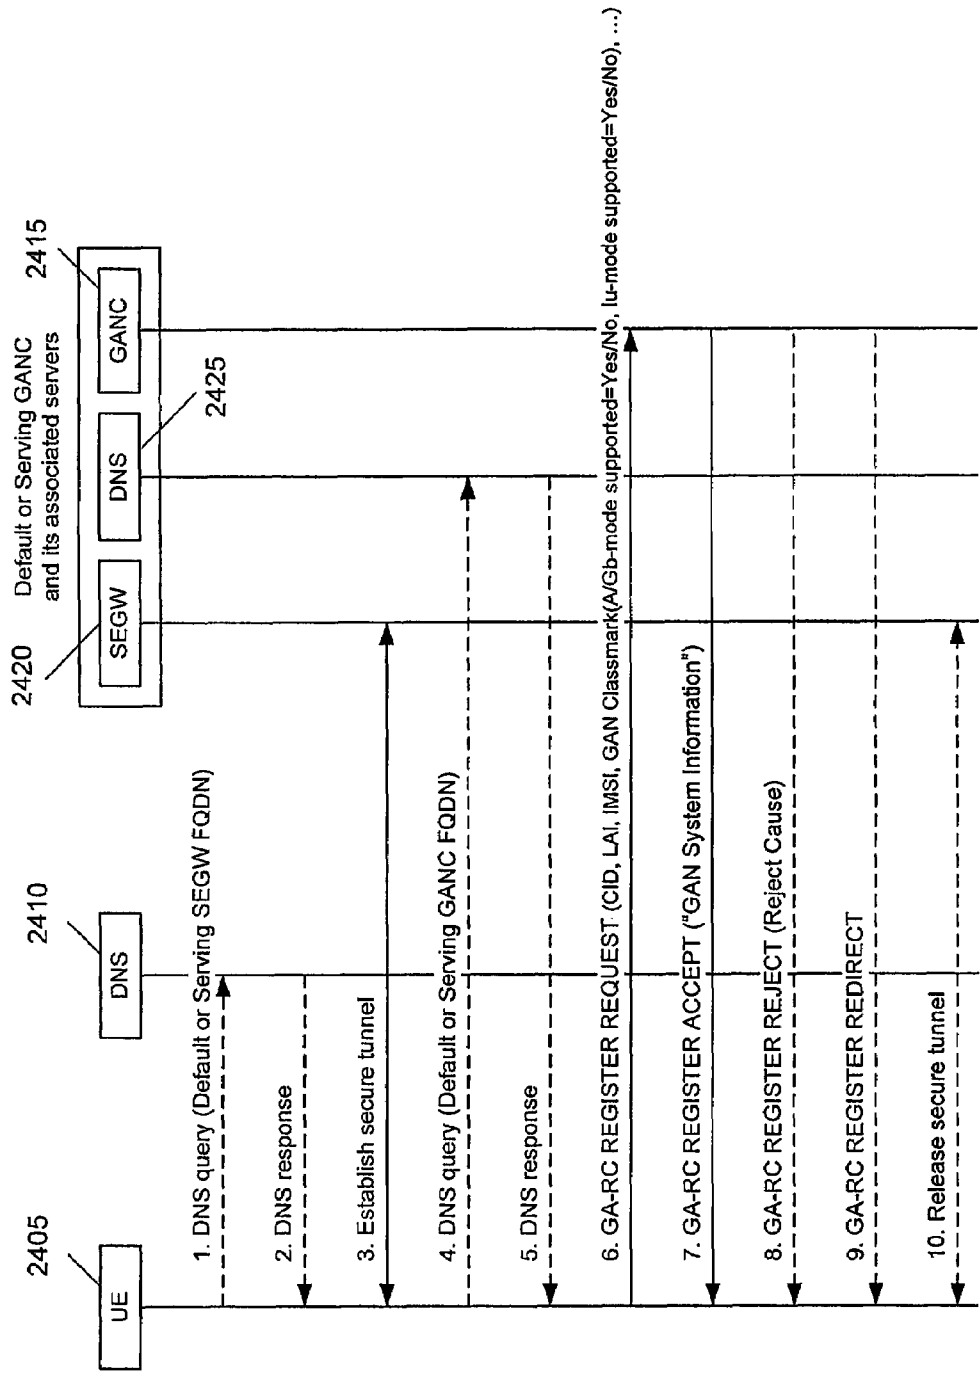 Default or Serving GANC
and its associated servers
2405
2410
2420
2425
2415
UE
DNS
SEGW
DNS
GANC
1. DNS query (Default or Serving SEGW FQDN)
2. DNS response
3. Establish secure tunnel
4. DNS query (Default or Serving GANC FQDN)
5. DNS response
6. GA-RC REGISTER REQUEST (CID, LAI, IMSI, GAN Classmark(A/Gb-mode supported=Yes/No, Iu-mode supported=Yes/No), ...)
7. GA-RC REGISTER ACCEPT ("GAN System Information")
8. GA-RC REGISTER REJECT (Reject Cause)
9. GA-RC REGISTER REDIRECT
10. Release secure tunnel